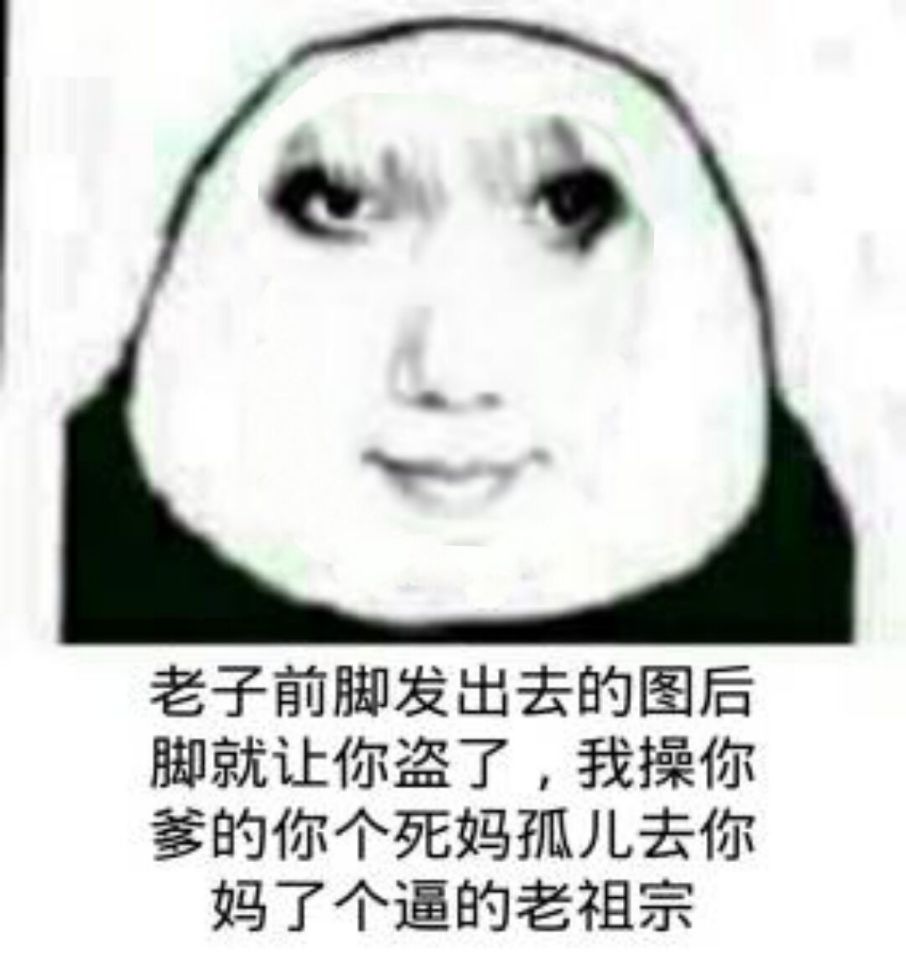 老子前脚发出去的图后
脚就让你盗了，我操你
爹的你个死妈孤儿去你
妈了个逼的老祖宗